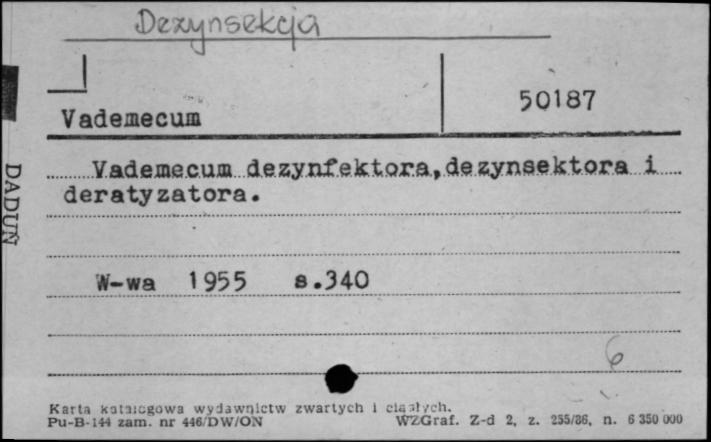 Dezynsekcja
50187
Vademecum
Vademecum dezynfektora,dezynsektora i
deratyzatora.
DADUŃ
W-wa 1955 s.340
6
Karta katalogowa wydawnictw zwartych i ciągłych.
Pu-B-144 zam. nr 446/DW/ON WZGraf. Z-d 2, z. 255/86, n. 6 350 000